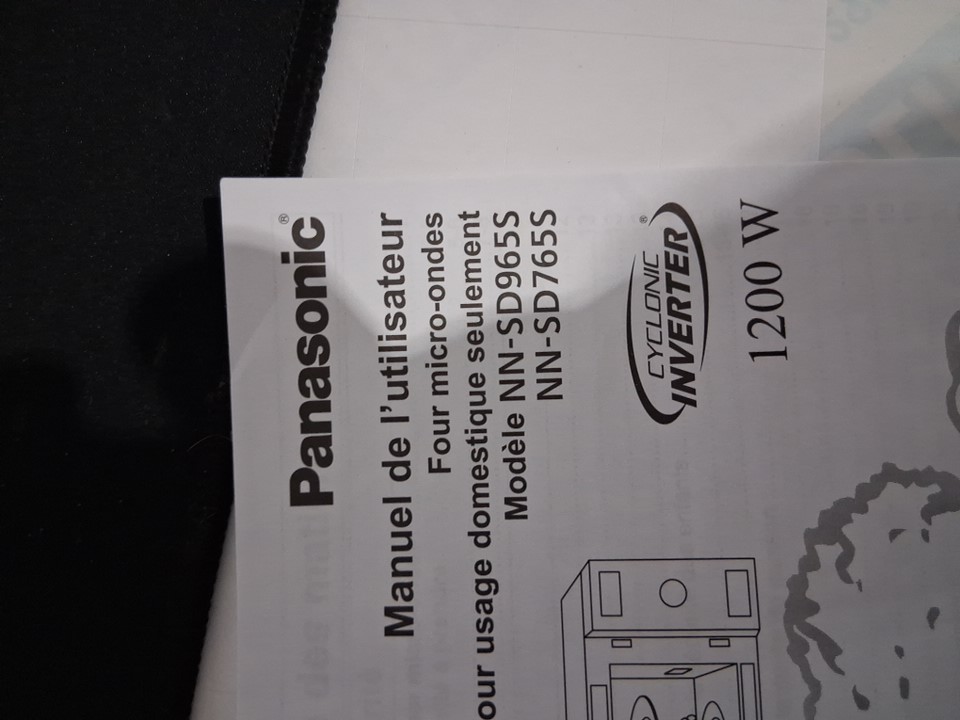 Panasonic®
Manuel de l'utilisateur
Four micro-ondes
our usage domestique seulement
Modèle NN-SD965S
NN-SD765S
CYCLONIC ®
INVERTER
1200 W